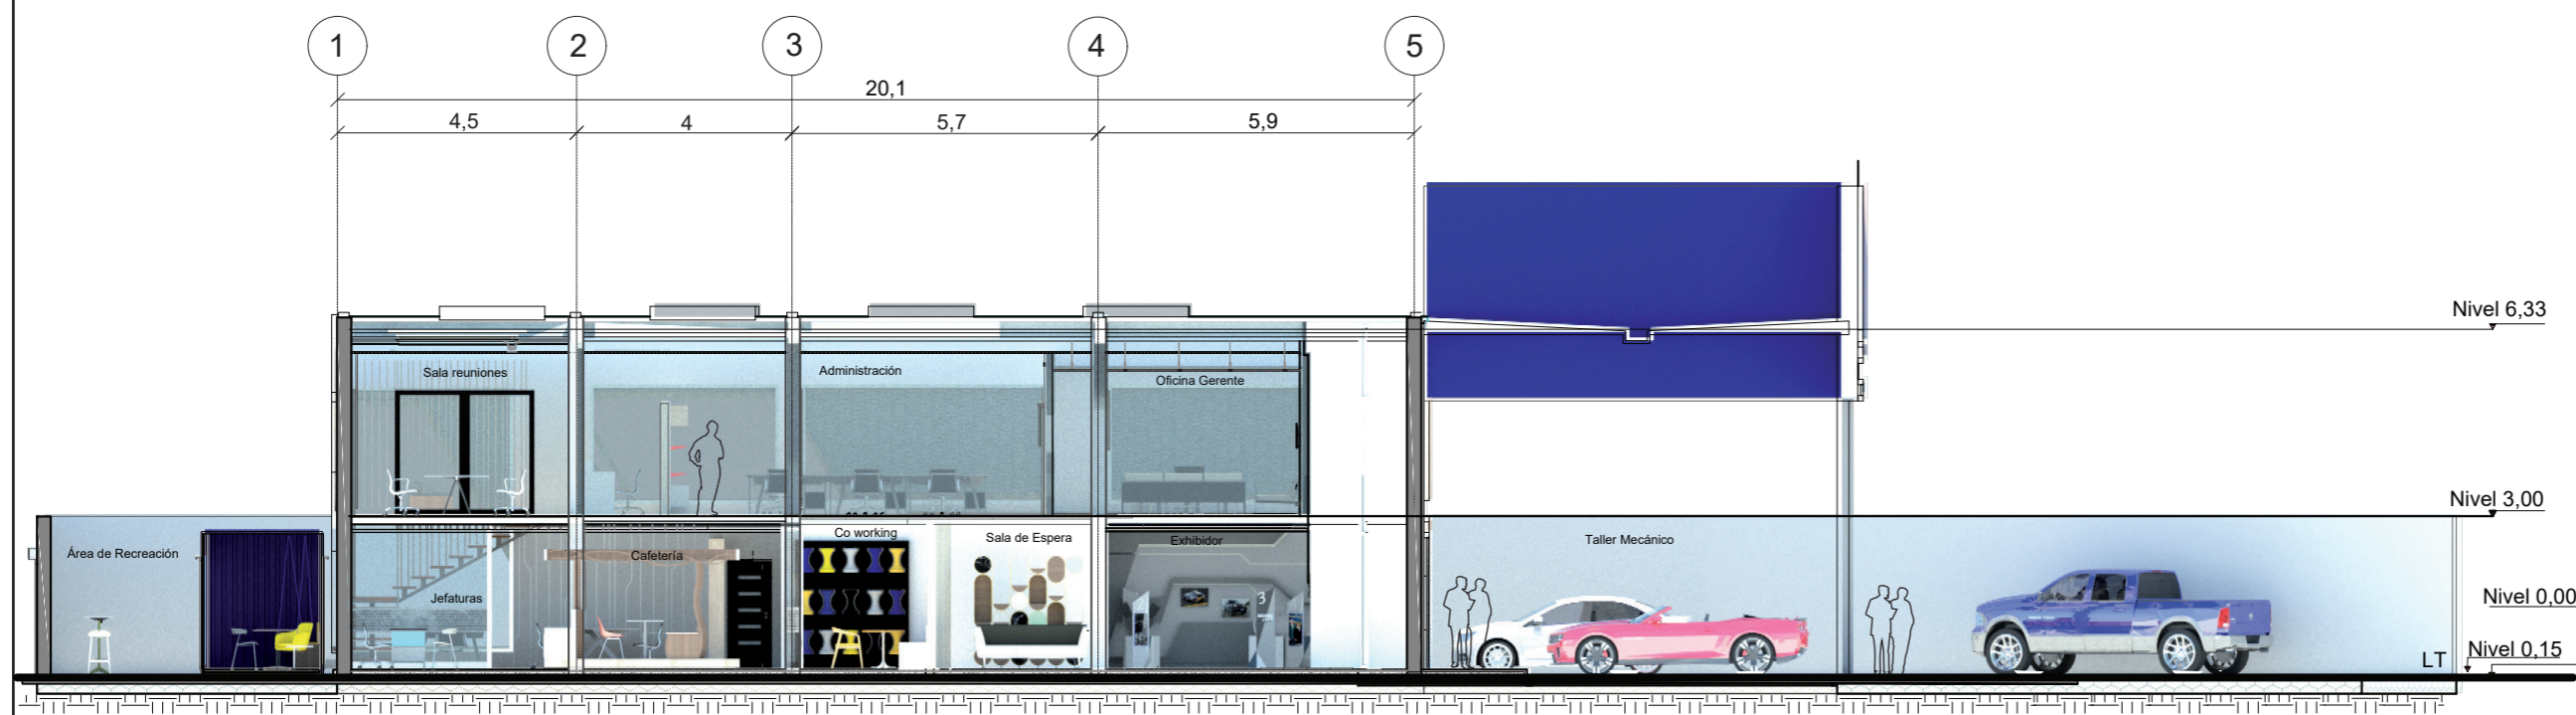 1 2 3 4 5
20,1
4,5 4 5,7 5,9
Nivel 6,33
Sala reuniones
Administración
Oficina Gerente
Nivel 3,00
Área de Recreación
Cafetería
Co working
Sala de Espera
Exhibidor
Taller Mecánico
Jefaturas
3
Nivel 0,00
LT
Nivel 0,15